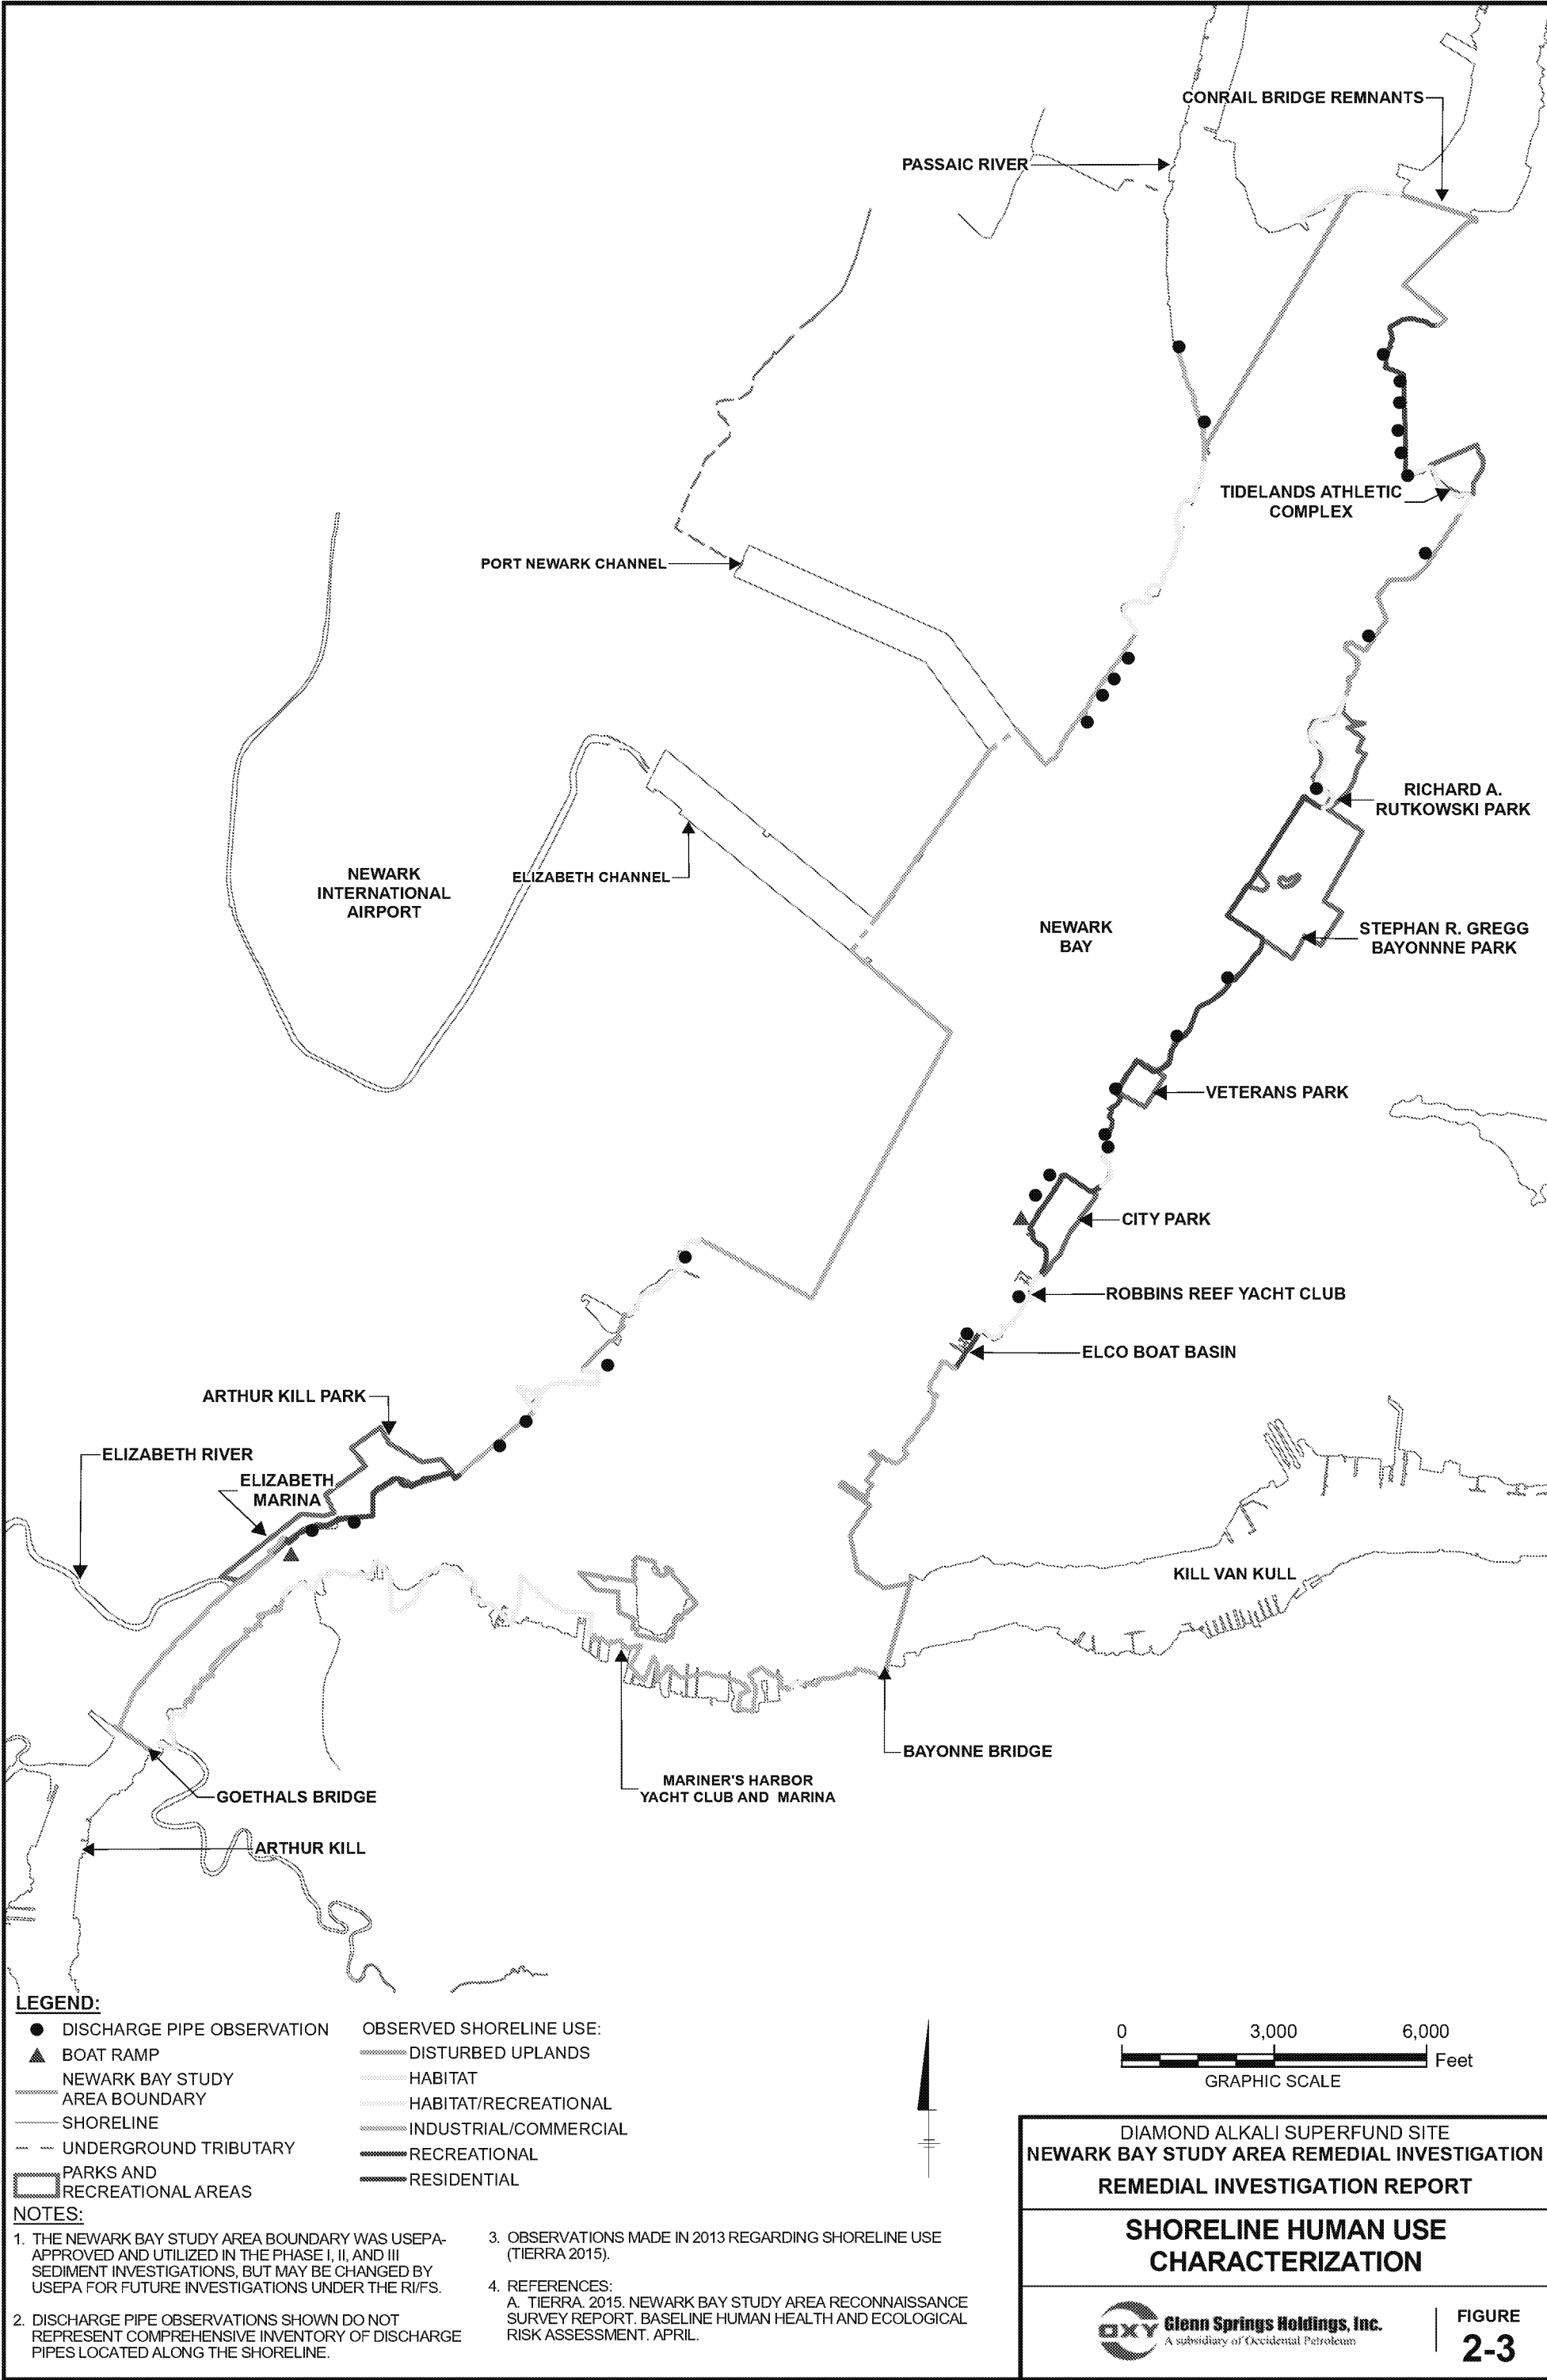 CONRAIL BRIDGE REMNANTS
PASSAIC RIVER
TIDELANDS ATHLETIC
COMPLEX
PORT NEWARK CHANNEL
RICHARD A.
RUTKOWSKI PARK
NEWARK
INTERNATIONAL
AIRPORT
ELIZABETH CHANNEL
NEWARK
BAY
STEPHAN R. GREGG
BAYONNNE PARK
VETERANS PARK
CITY PARK
ROBBINS REEF YACHT CLUB
ELCO BOAT BASIN
ARTHUR KILL PARK
ELIZABETH RIVER
ELIZABETH
MARINA
KILL VAN KULL
BAYONNE BRIDGE
MARINER'S HARBOR
YACHT CLUB AND MARINA
GOETHALS BRIDGE
ARTHUR KILL
LEGEND:
DISCHARGE PIPE OBSERVATION
BOAT RAMP
NEWARK BAY STUDY
AREA BOUNDARY
SHORELINE
UNDERGROUND TRIBUTARY
PARKS AND
RECREATIONAL AREAS
OBSERVED SHORELINE USE:
DISTURBED UPLANDS
HABITAT
HABITAT/RECREATIONAL
INDUSTRIAL/COMMERCIAL
RECREATIONAL
RESIDENTIAL
0 3,000 6,000
Feet
GRAPHIC SCALE
NOTES:
1. THE NEWARK BAY STUDY AREA BOUNDARY WAS USEPA-
APPROVED AND UTILIZED IN THE PHASE I, II, AND III
SEDIMENT INVESTIGATIONS, BUT MAY BE CHANGED BY
USEPA FOR FUTURE INVESTIGATIONS UNDER THE RI/FS.
2. DISCHARGE PIPE OBSERVATIONS SHOWN DO NOT
REPRESENT COMPREHENSIVE INVENTORY OF DISCHARGE
PIPES LOCATED ALONG THE SHORELINE.
3. OBSERVATIONS MADE IN 2013 REGARDING SHORELINE USE
(TIERRA 2015).
4. REFERENCES:
A. TIERRA. 2015. NEWARK BAY STUDY AREA RECONNAISSANCE
SURVEY REPORT. BASELINE HUMAN HEALTH AND ECOLOGICAL
RISK ASSESSMENT. APRIL.
DIAMOND ALKALI SUPERFUND SITE
NEWARK BAY STUDY AREA REMEDIAL INVESTIGATION
REMEDIAL INVESTIGATION REPORT
SHORELINE HUMAN USE
CHARACTERIZATION
OXY
Glenn Springs Holdings, Inc.
A subsidiary of Occidental Petroleum
FIGURE
2-3